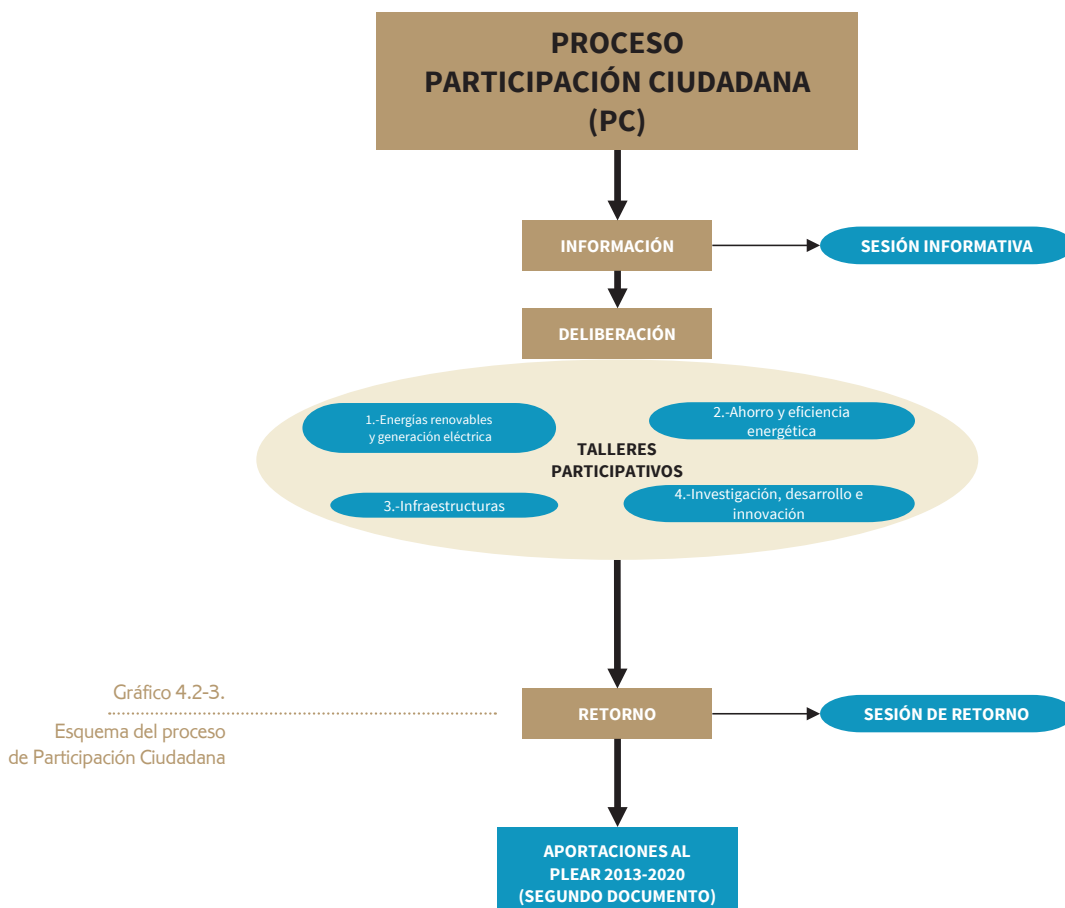 PROCESO
PARTICIPACIÓN CIUDADANA
(PC)
INFORMACIÓN
SESIÓN INFORMATIVA
DELIBERACIÓN
1.-Energías renovables
y generación eléctrica
2.-Ahorro y eficiencia
energética
TALLERES
PARTICIPATIVOS
3.-Infraestructuras
4.-Investigación, desarrollo e
innovación
Gráfico 4.2-3.
Esquema del proceso
de Participación Ciudadana
RETORNO
SESIÓN DE RETORNO
APORTACIONES AL
PLEAR 2013-2020
(SEGUNDO DOCUMENTO)